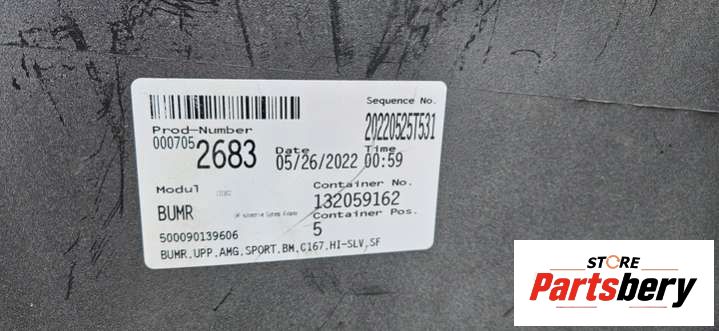 Sequence No.
20220525T531
Prod-Number
000705 2683
Date Time
05/26/2022 00:59
Modul
Container No.
132059162
BUMR
Container Pos.
5
500090139606
BUMR.UPP.AMG.SPORT.BM.C167.HI-SLV.SF
STORE
Partsbery